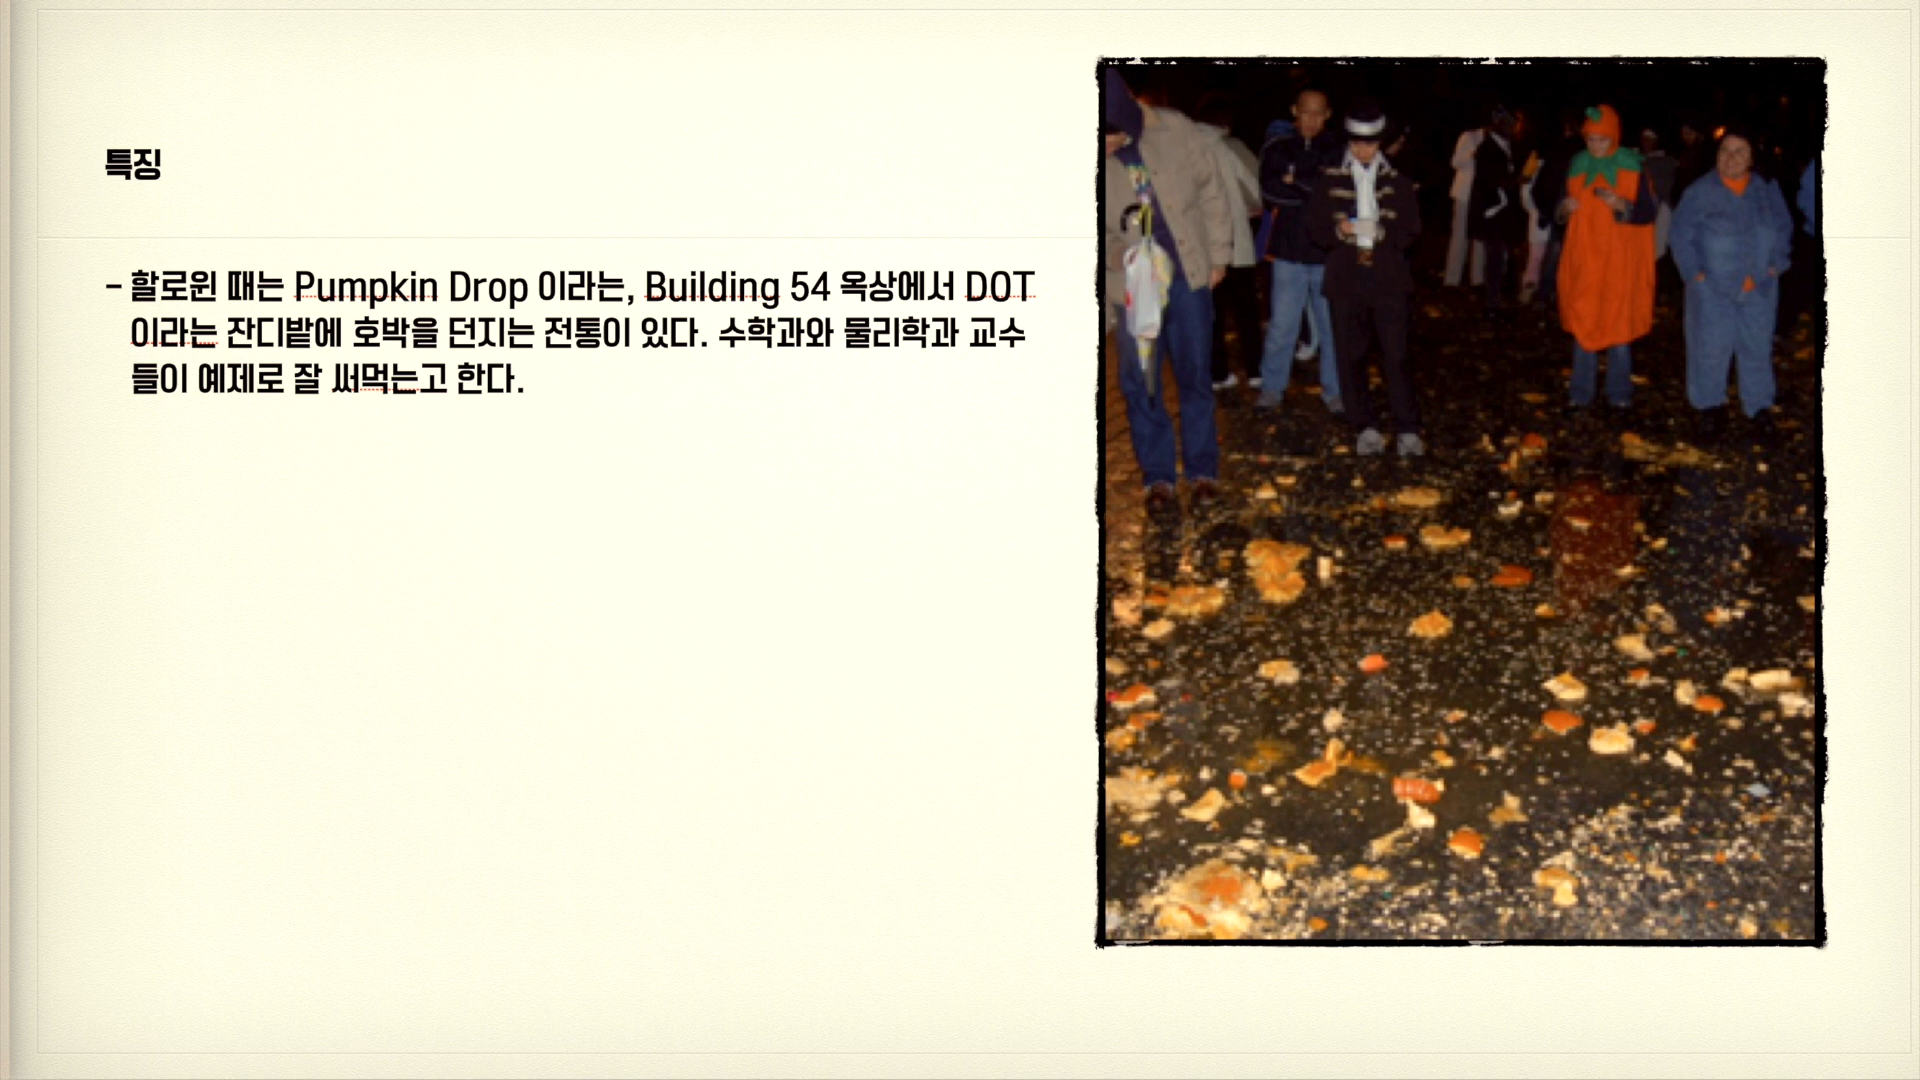 특징
- 할로윈 때는 Pumpkin Drop 이라는, Building 54 옥상에서 DOT
이라는 잔디밭에 호박을 던지는 전통이 있다. 수학과와 물리학과 교수
들이 예제로 잘 써먹는고 한다.